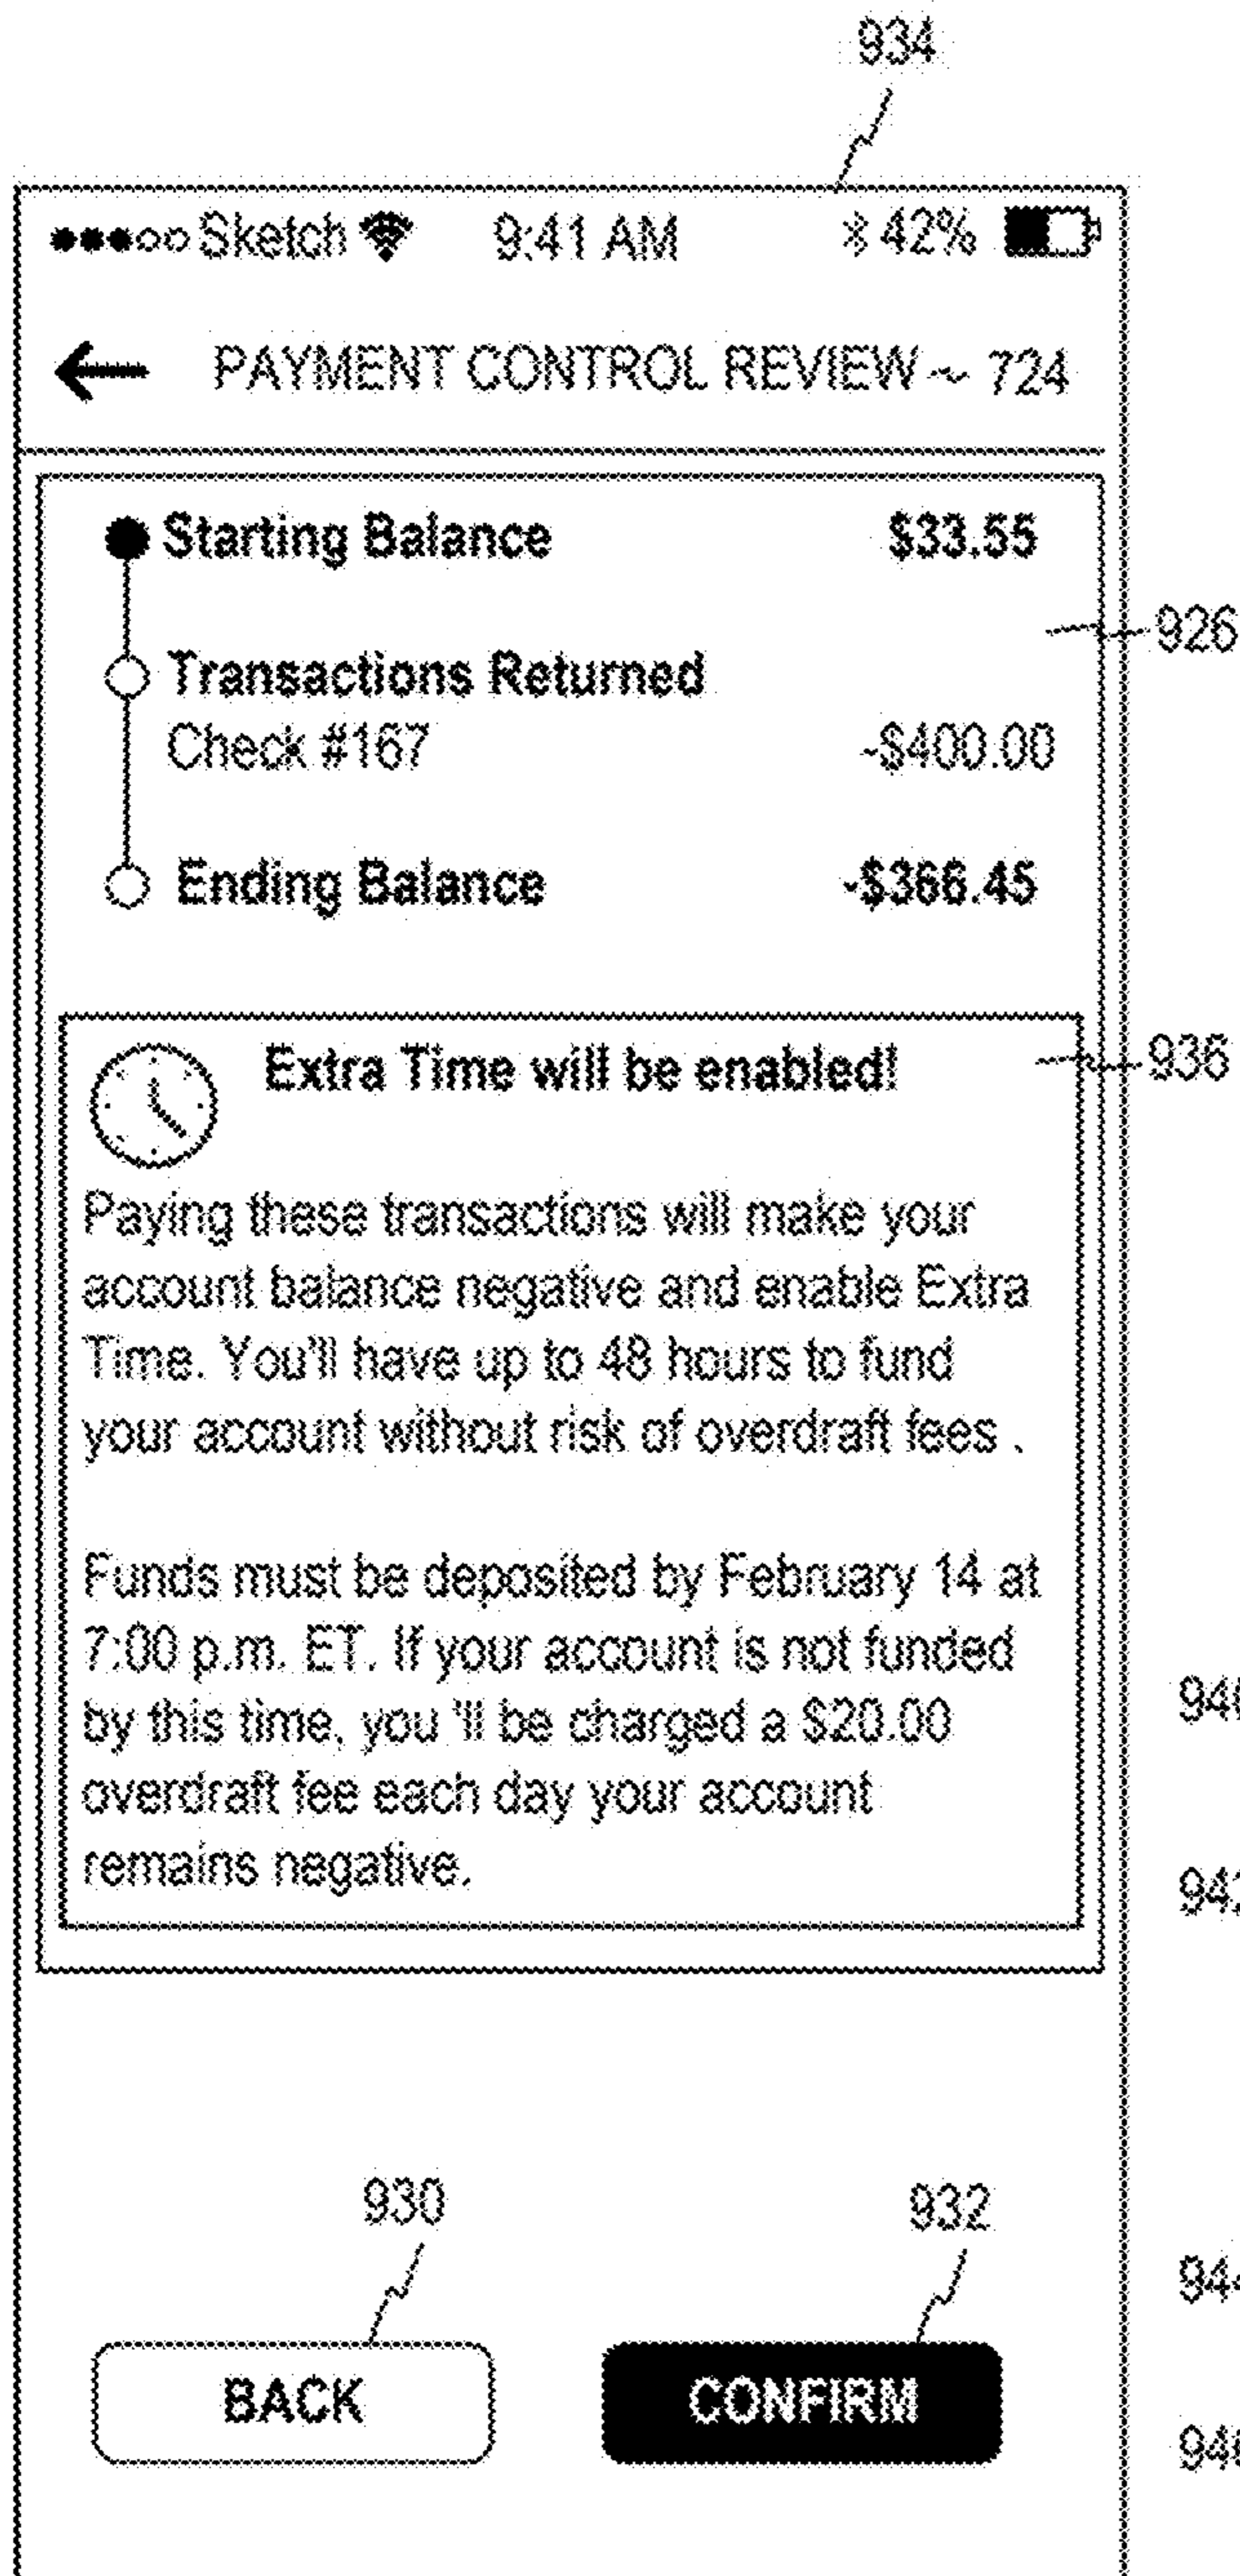 934
Sketch 9:41 AM 42%
PAYMENT CONTROL REVIEW ~ 724
Starting Balance $33.55
926
Transactions Returned
Check #167 -$400.00
Ending Balance -$366.45
Extra Time will be enabled!
936
Paying these transactions will make your
account balance negative and enable Extra
Time. You'll have up to 48 hours to fund
your account without risk of overdraft fees .
Funds must be deposited by February 14 at
7:00 p.m. ET. If your account is not funded
by this time, you 'll be charged a $20.00
overdraft fee each day your account
remains negative.
930 932
BACK CONFIRM